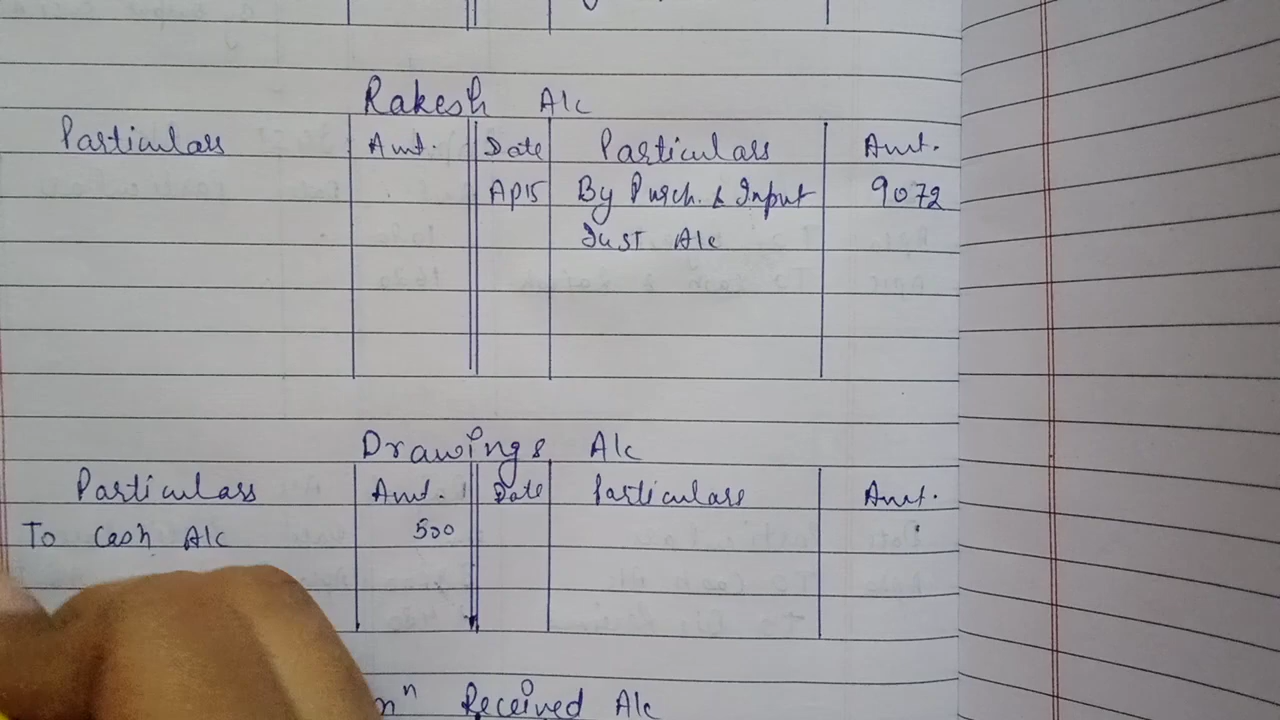 Rakesh A/c
Particulars Amt. Date Particulars Amt.
Ap15 By Purch. & Input 9072
IGST A/c
Drawings A/c
Particulars Amt. Date Particulars Amt.
To Cash A/c 500
Received A/c